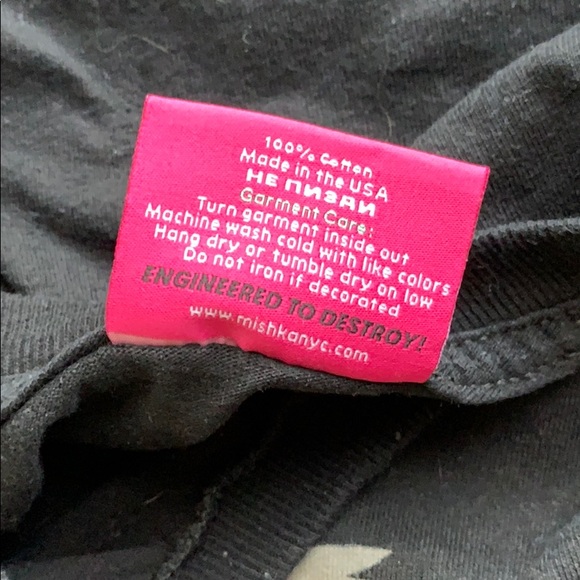 100% Cotton
Made in the USA
НЕ ПИЗАЙ
Garment Care:
Turn garment inside out
Machine wash cold with like colors
Hang dry or tumble dry on low
Do not iron if decorated
ENGINEERED TO DESTROY!
www.mishkanyc.com